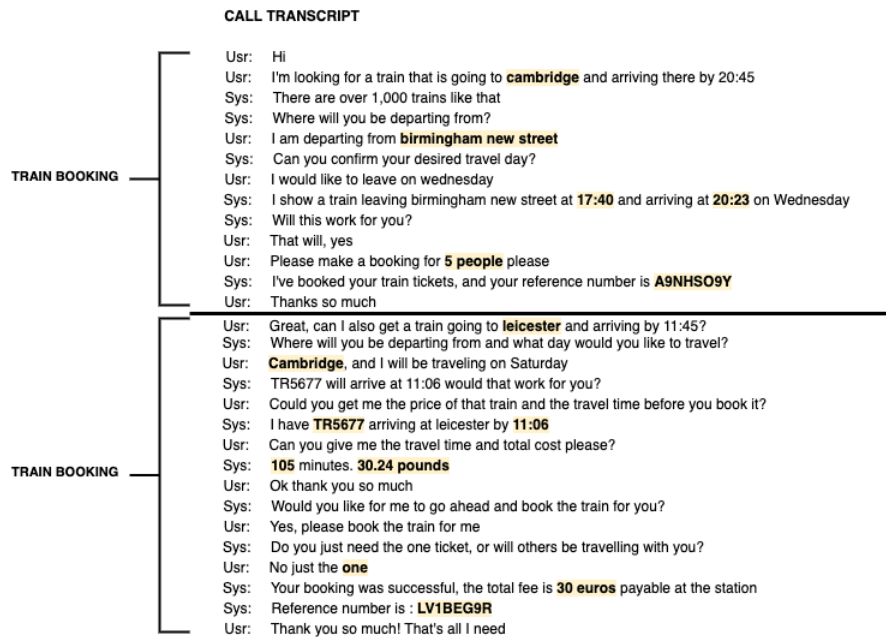 CALL TRANSCRIPT
Usr: Hi
Usr: I'm looking for a train that is going to cambridge and arriving there by 20:45
Sys: There are over 1,000 trains like that
Sys: Where will you be departing from?
Usr: I am departing from birmingham new street
Sys: Can you confirm your desired travel day?
TRAIN BOOKING
Usr: I would like to leave on wednesday
Sys: I show a train leaving birmingham new street at 17:40 and arriving at 20:23 on Wednesday
Sys: Will this work for you?
Usr: That will, yes
Usr: Please make a booking for 5 people please
Sys: I've booked your train tickets, and your reference number is A9NHSO9Y
Usr: Thanks so much
Usr: Great, can I also get a train going to leicester and arriving by 11:45?
Sys: Where will you be departing from and what day would you like to travel?
Usr: Cambridge, and I will be traveling on Saturday
Sys: TR5677 will arrive at 11:06 would that work for you?
Usr: Could you get me the price of that train and the travel time before you book it?
Sys: I have TR5677 arriving at leicester by 11:06
Usr: Can you give me the travel time and total cost please?
TRAIN BOOKING
Sys: 105 minutes. 30.24 pounds
Usr: Ok thank you so much
Sys: Would you like for me to go ahead and book the train for you?
Usr: Yes, please book the train for me
Sys: Do you just need the one ticket, or will others be travelling with you?
Usr: No just the one
Sys: Your booking was successful, the total fee is 30 euros payable at the station
Sys: Reference number is : LV1BEG9R
Usr: Thank you so much! That's all I need